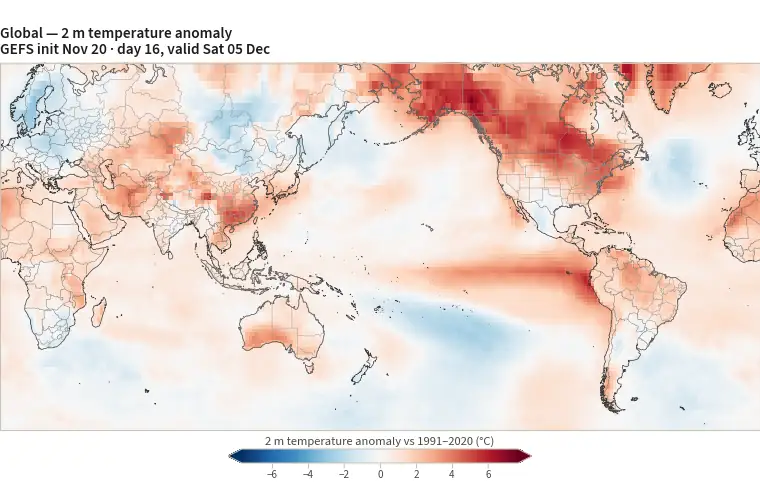 Global — 2 m temperature anomaly
GEFS init Nov 20 · day 16, valid Sat 05 Dec
2 m temperature anomaly vs 1991–2020 (°C)
−6 −4 −2 0 2 4 6